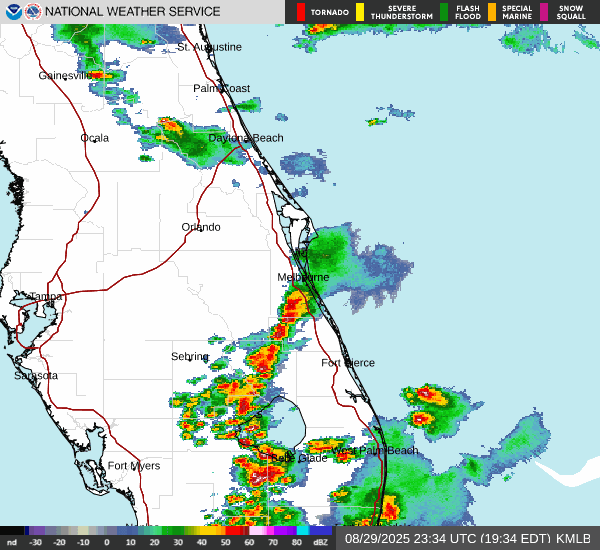 NATIONAL WEATHER SERVICE
TORNADO
SEVERE THUNDERSTORM
FLASH FLOOD
SPECIAL MARINE
SNOW SQUALL
St. Augustine
Gainesville
Palm Coast
Ocala
Daytona Beach
Orlando
Melbourne
Tampa
Sebring
Fort Pierce
Sarasota
West Palm Beach
Belle Glade
Fort Myers
nd -30 -20 -10 0 10 20 30 40 50 60 70 80 dBZ
08/29/2025 23:34 UTC (19:34 EDT) KMLB